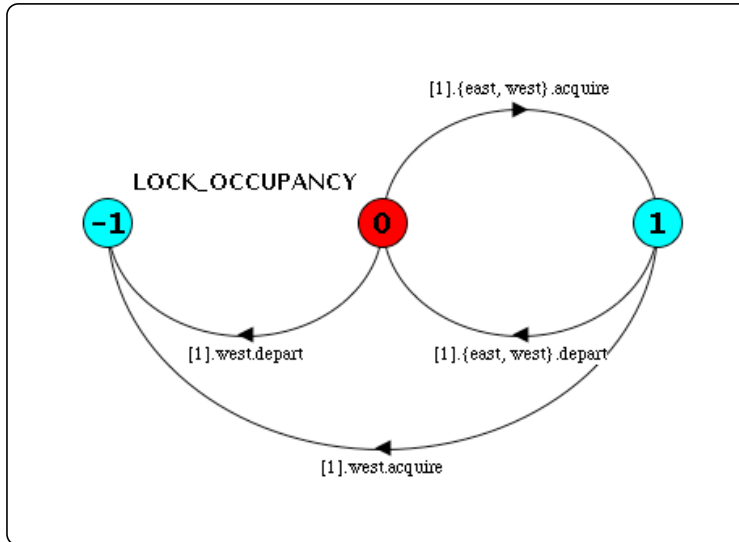 [1].{east, west}.acquire
LOCK_OCCUPANCY
-1
0
1
[1].west.depart
[1].{east, west}.depart
[1].west.acquire